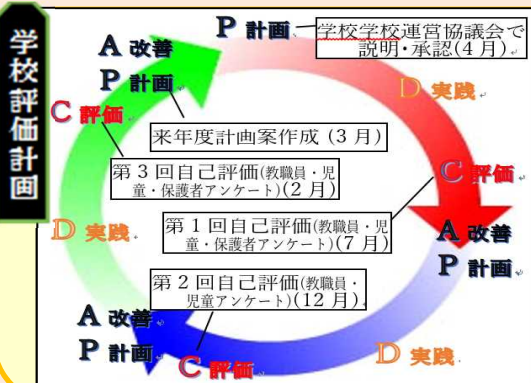 学校評価計画
P 計画
学校学校運営協議会で
説明・承認(4月)
D 実践
C 評価
A 改善
P 計画
D 実践
C 評価
A 改善
P 計画
D 実践
C 評価
A 改善
P 計画
来年度計画案作成(3月)
第3回自己評価(教職員・児
童・保護者アンケート)(2月)
第1回自己評価(教職員・児
童・保護者アンケート)(7月)
第2回自己評価(教職員・
児童アンケート)(12月)